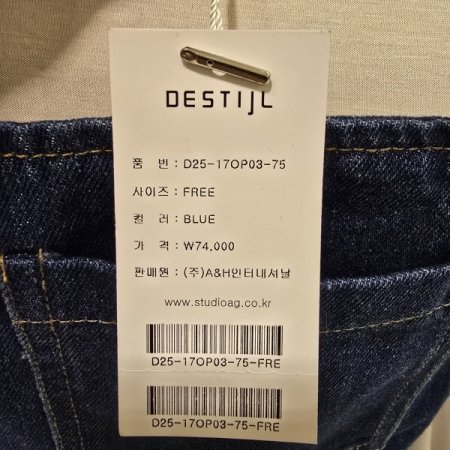 DESTIJL
품 번 : D25-17OP03-75
사이즈 : FREE
컬 러 : BLUE
가 격 : ₩74,000
판매원 : (주)A&H인터내셔날
www.studioag.co.kr
D25-17OP03-75-FRE
D25-17OP03-75-FRE